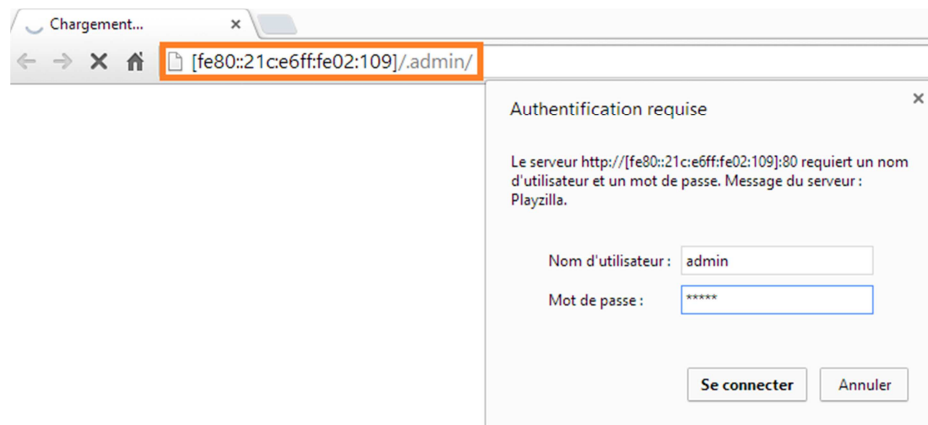 Chargement...
[fe80::21c:e6ff:fe02:109]/.admin/
Authentification requise
Le serveur http://[fe80::21c:e6ff:fe02:109]:80 requiert un nom
d'utilisateur et un mot de passe. Message du serveur :
Playzilla.
Nom d'utilisateur : admin
Mot de passe : *****
Se connecter Annuler